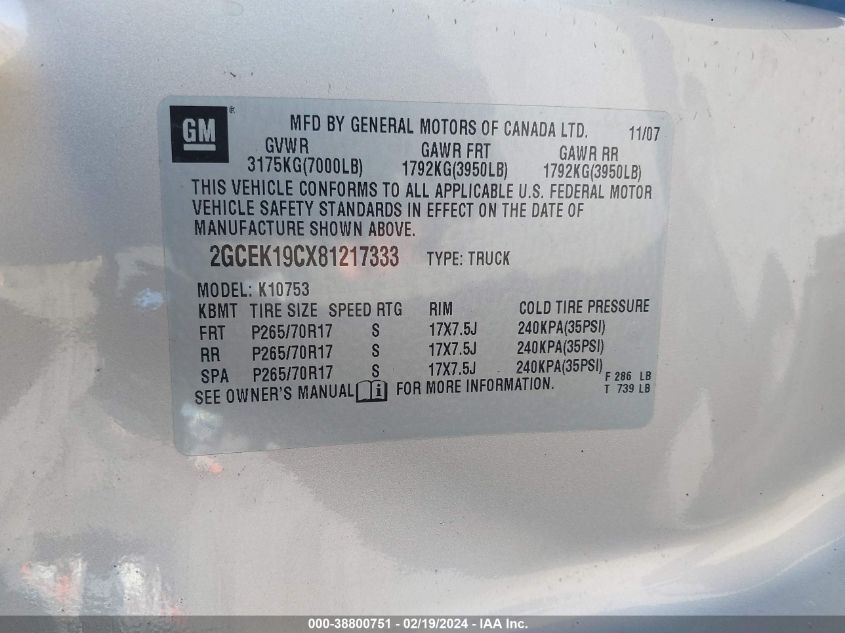 GM ® MFD BY GENERAL MOTORS OF CANADA LTD. 11/07
GVWR GAWR FRT GAWR RR
3175KG(7000LB) 1792KG(3950LB) 1792KG(3950LB)
THIS VEHICLE CONFORMS TO ALL APPLICABLE U.S. FEDERAL MOTOR
VEHICLE SAFETY STANDARDS IN EFFECT ON THE DATE OF
MANUFACTURE SHOWN ABOVE.
2GCEK19CX81217333 TYPE: TRUCK
MODEL: K10753
KBMT TIRE SIZE SPEED RTG RIM COLD TIRE PRESSURE
FRT P265/70R17 S 17X7.5J 240KPA(35PSI)
RR P265/70R17 S 17X7.5J 240KPA(35PSI)
SPA P265/70R17 S 17X7.5J 240KPA(35PSI)
SEE OWNER'S MANUAL i FOR MORE INFORMATION.
F 286 LB
T 739 LB
000-38800751 - 02/19/2024 - IAA Inc.